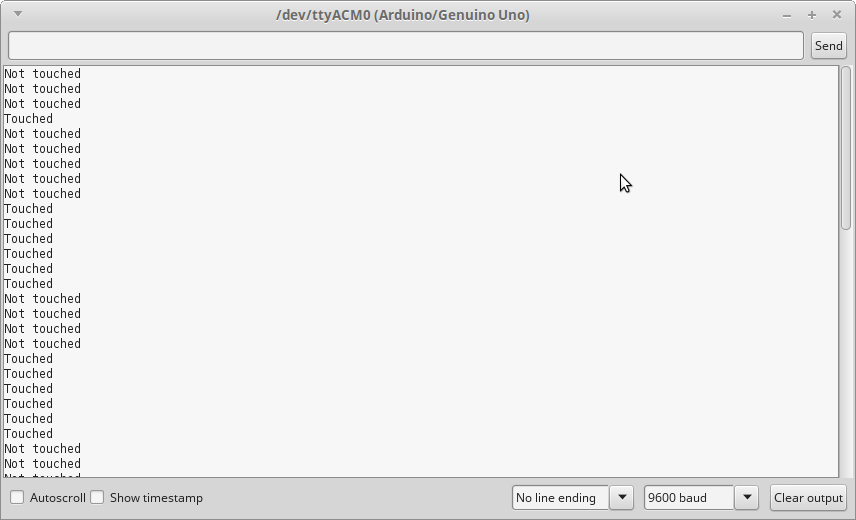 /dev/ttyACM0 (Arduino/Genuino Uno)
Send
Not touched
Not touched
Not touched
Touched
Not touched
Not touched
Not touched
Not touched
Not touched
Touched
Touched
Touched
Touched
Touched
Touched
Not touched
Not touched
Not touched
Not touched
Touched
Touched
Touched
Touched
Touched
Touched
Not touched
Not touched
Not touched
Autoscroll Show timestamp No line ending 9600 baud Clear output